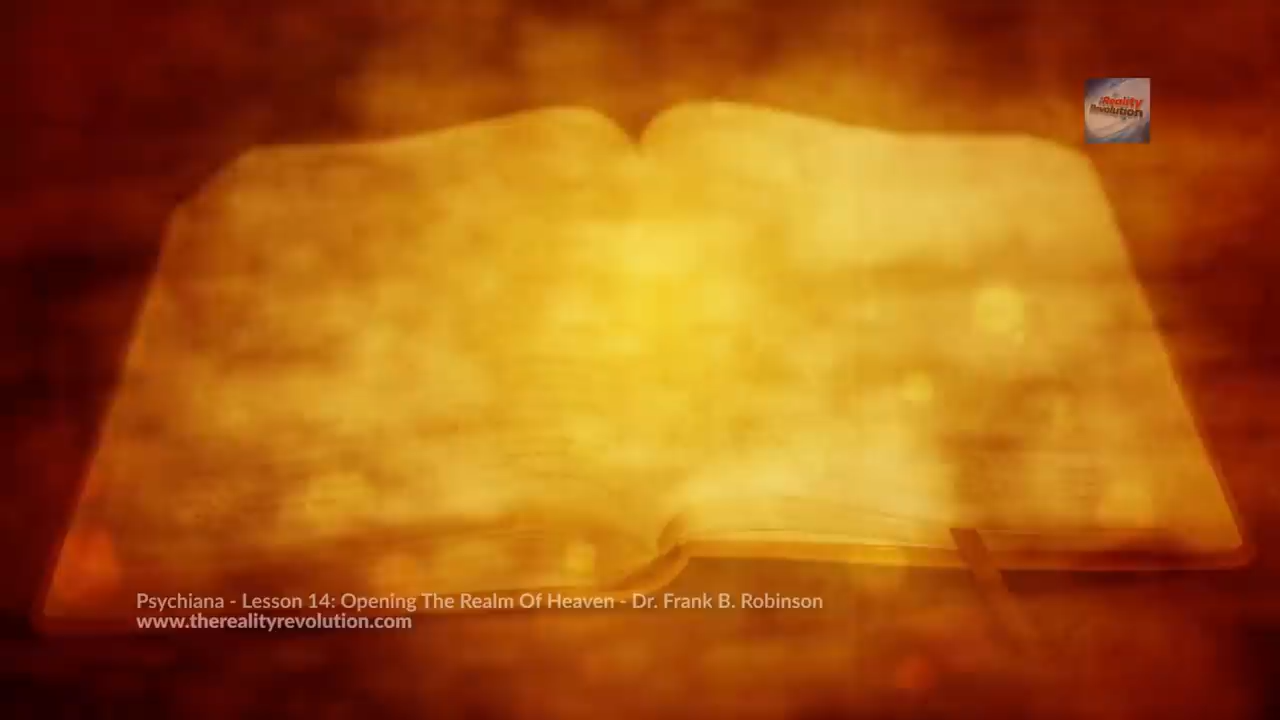 Reality
Revolution
Psychiana - Lesson 14: Opening The Realm Of Heaven - Dr. Frank B. Robinson
www.therealityrevolution.com